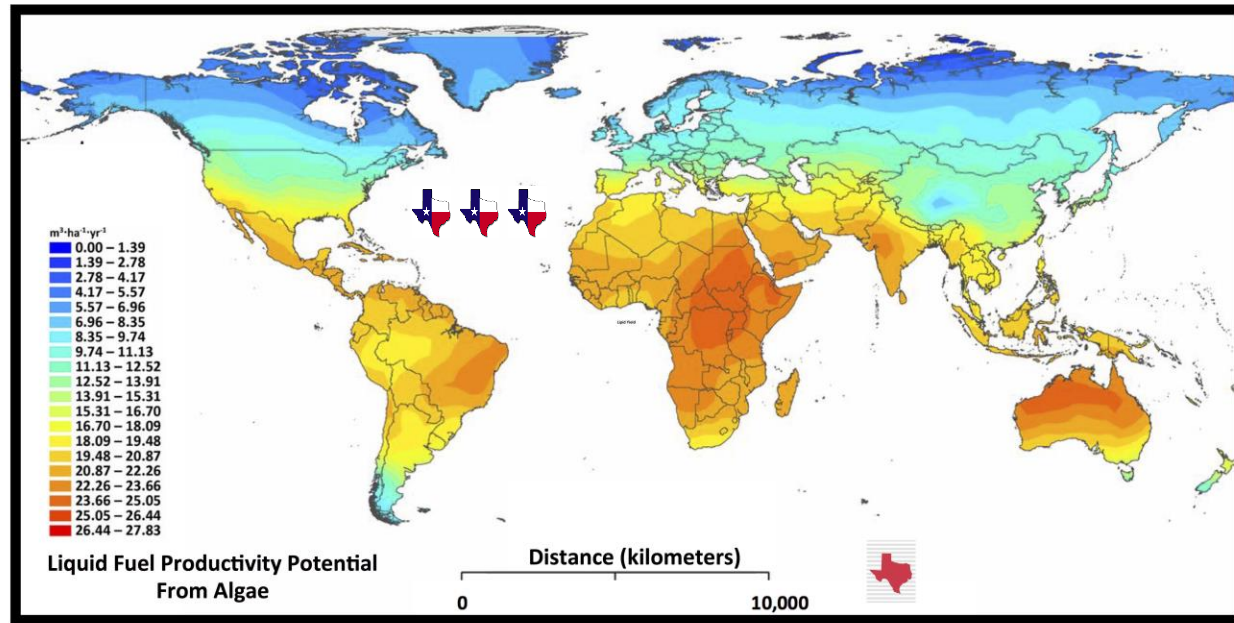 m³·ha⁻¹·yr⁻¹
0.00 – 1.39
1.39 – 2.78
2.78 – 4.17
4.17 – 5.57
5.57 – 6.96
6.96 – 8.35
8.35 – 9.74
9.74 – 11.13
11.13 – 12.52
12.52 – 13.91
13.91 – 15.31
15.31 – 16.70
16.70 – 18.09
18.09 – 19.48
19.48 – 20.87
20.87 – 22.26
22.26 – 23.66
23.66 – 25.05
25.05 – 26.44
26.44 – 27.83
Lipid Yield
Liquid Fuel Productivity Potential
From Algae
Distance (kilometers)
0 10,000